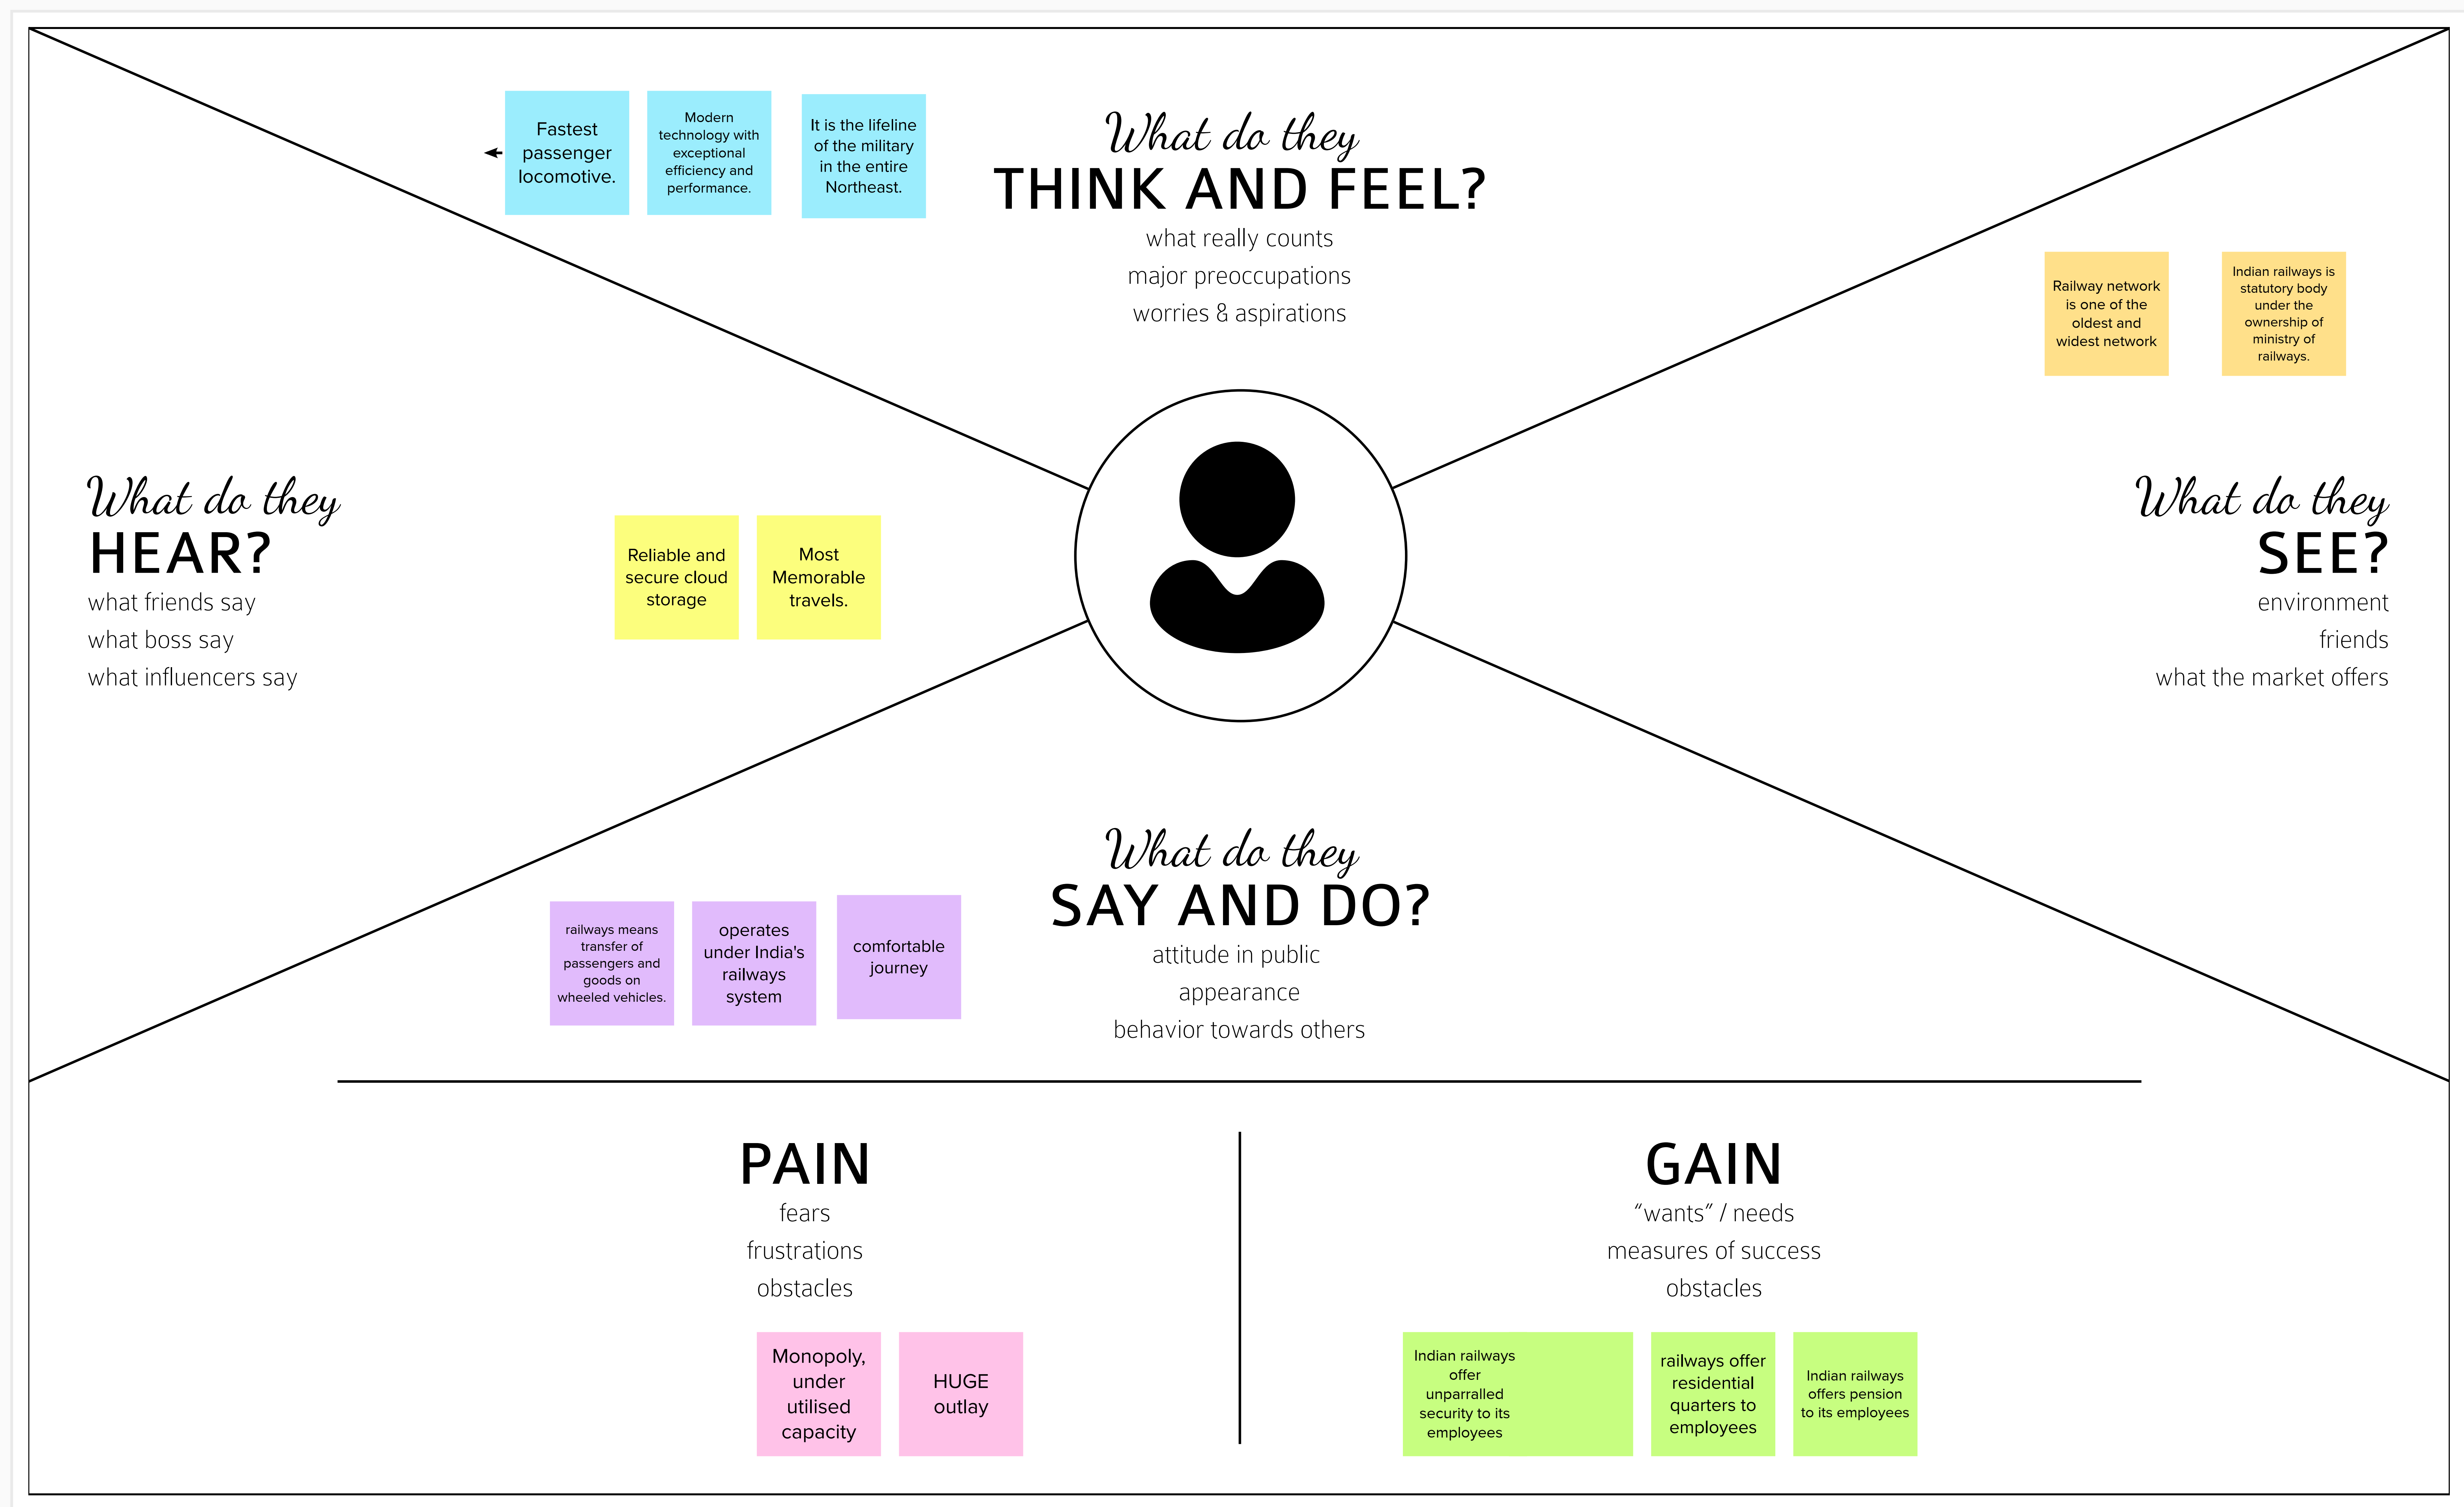 What do they
THINK AND FEEL?
what really counts
major preoccupations
worries & aspirations
Fastest
passenger
locomotive.
Modern
technology with
exceptional
efficiency and
performance.
It is the lifeline
of the military
in the entire
Northeast.
What do they
HEAR?
what friends say
what boss say
what influencers say
Reliable and
secure cloud
storage
Most
Memorable
travels.
Railway network
is one of the
oldest and
widest network
Indian railways is
statutory body
under the
ownership of
ministry of
railways.
What do they
SEE?
environment
friends
what the market offers
What do they
SAY AND DO?
attitude in public
appearance
behavior towards others
railways means
transfer of
passengers and
goods on
wheeled vehicles.
operates
under India's
railways
system
comfortable
journey
PAIN
fears
frustrations
obstacles
Monopoly,
under
utilised
capacity
HUGE
outlay
GAIN
“wants” / needs
measures of success
obstacles
Indian railways
offer
unparralled
security to its
employees
railways offer
residential
quarters to
employees
Indian railways
offers pension
to its employees